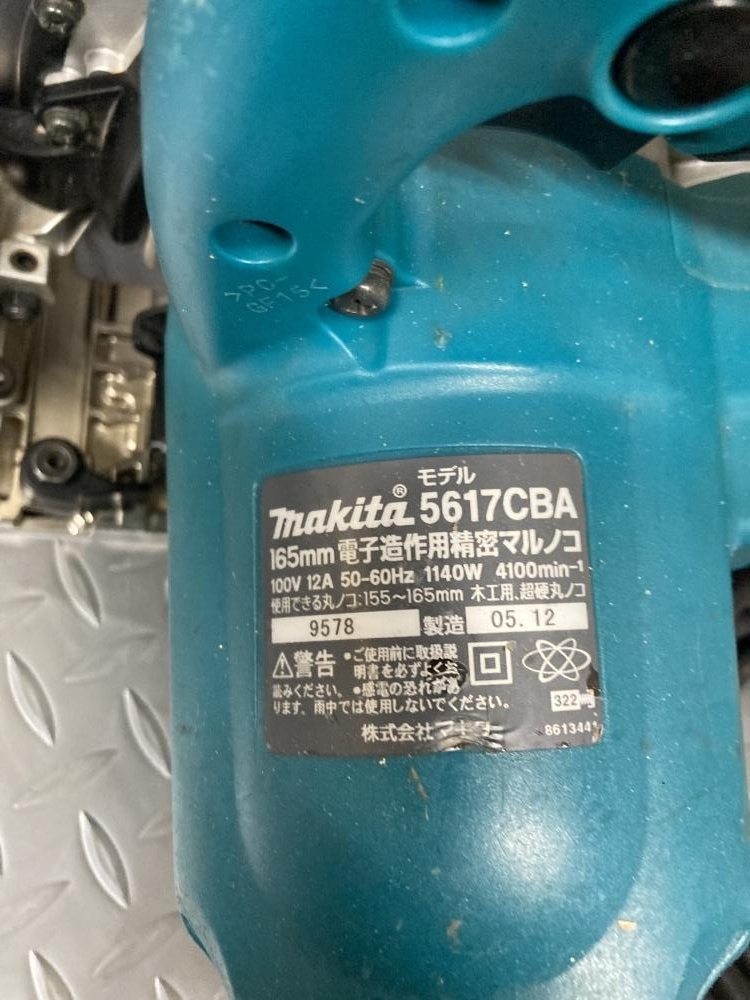 >PC-
GF15<
モデル
makita® 5617CBA
165mm 電子造作用精密マルノコ
100V 12A 50-60Hz 1140W 4100min⁻¹
使用できる丸ノコ:155～165mm 木工用、超硬丸ノコ
9578 製造 05.12
⚠警告 •ご使用前に取扱説
明書を必ずよくお
読みください。 •感電の恐れがあ
ります、雨中では使用しないでください。
322
株式会社マキタ
861344